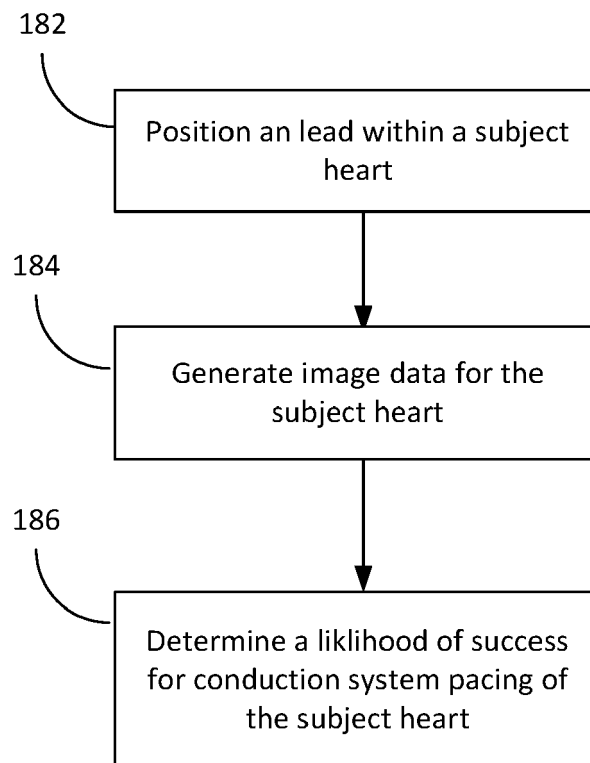 182
Position an lead within a subject
heart
184
Generate image data for the
subject heart
186
Determine a liklihood of success
for conduction system pacing of
the subject heart